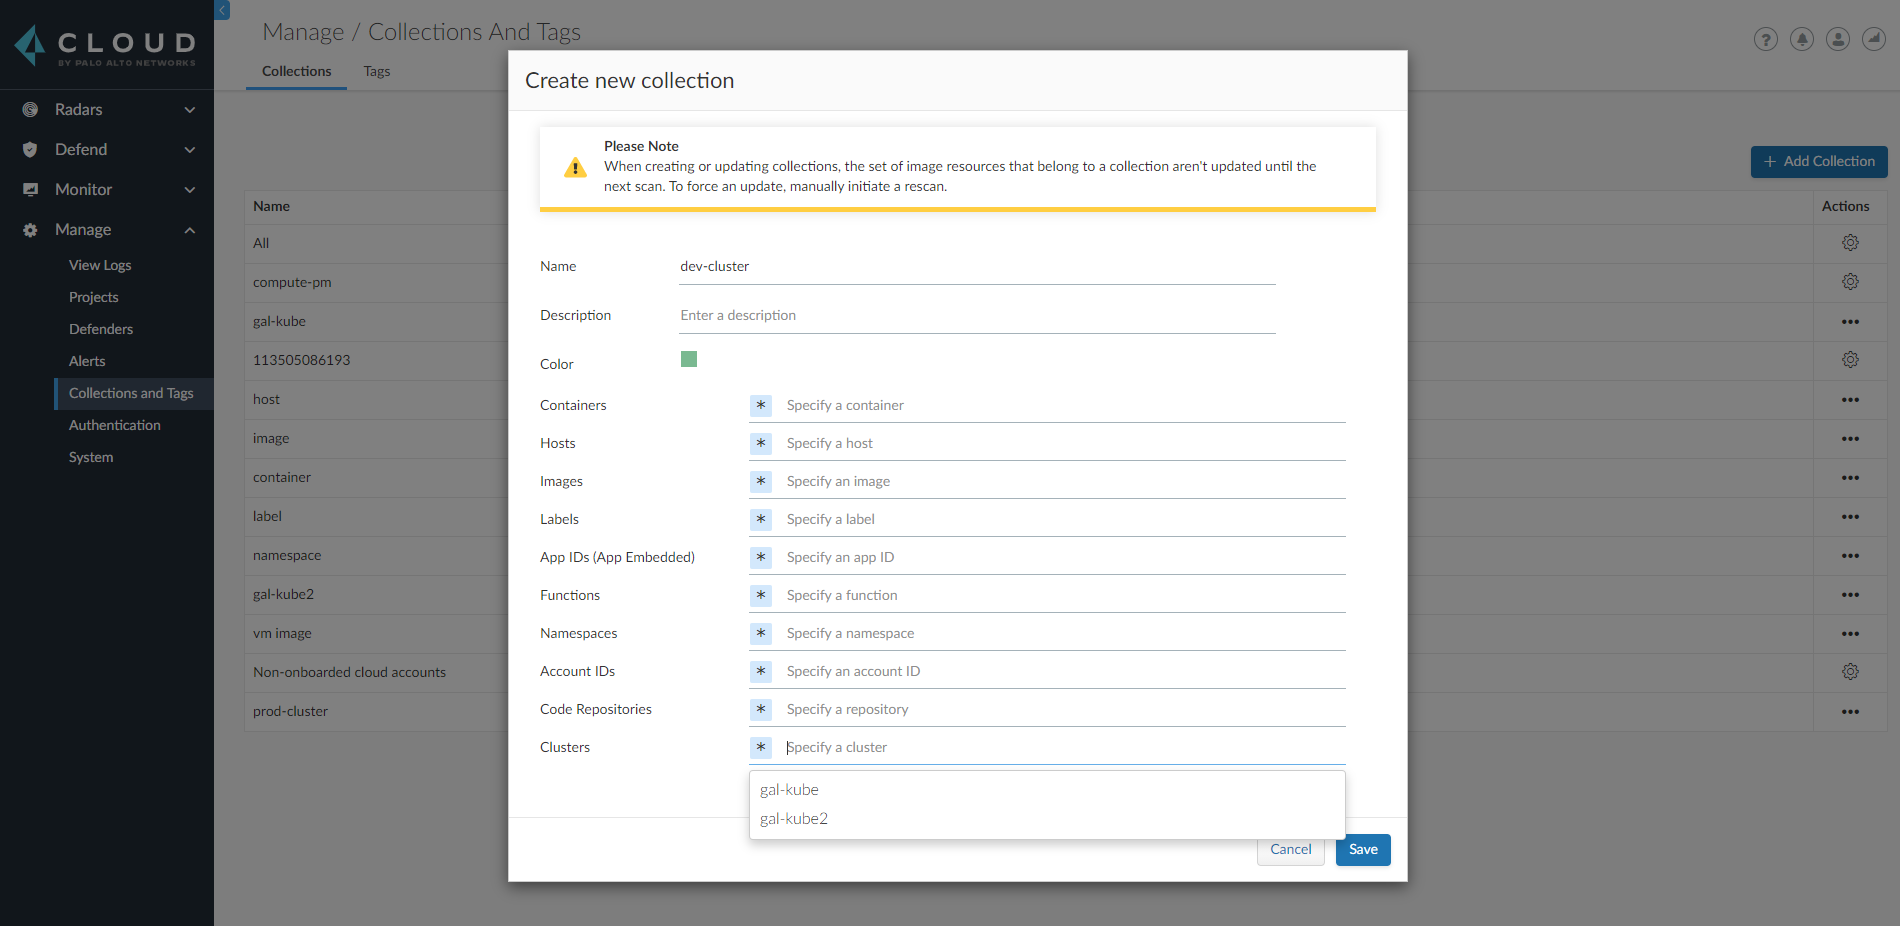 CLOUD
BY PALO ALTO NETWORKS
Radars
Defend
Monitor
Manage
View Logs
Projects
Defenders
Alerts
Collections and Tags
Authentication
System
Manage / Collections And Tags
Collections
Tags
+ Add Collection
Name
Actions
All
compute-pm
gal-kube
113505086193
host
image
container
label
namespace
gal-kube2
vm image
Non-onboarded cloud accounts
prod-cluster
Create new collection
Please Note
When creating or updating collections, the set of image resources that belong to a collection aren't updated until the
next scan. To force an update, manually initiate a rescan.
Name dev-cluster
Description Enter a description
Color
Containers * Specify a container
Hosts * Specify a host
Images * Specify an image
Labels * Specify a label
App IDs (App Embedded) * Specify an app ID
Functions * Specify a function
Namespaces * Specify a namespace
Account IDs * Specify an account ID
Code Repositories * Specify a repository
Clusters * Specify a cluster
gal-kube
gal-kube2
Cancel
Save